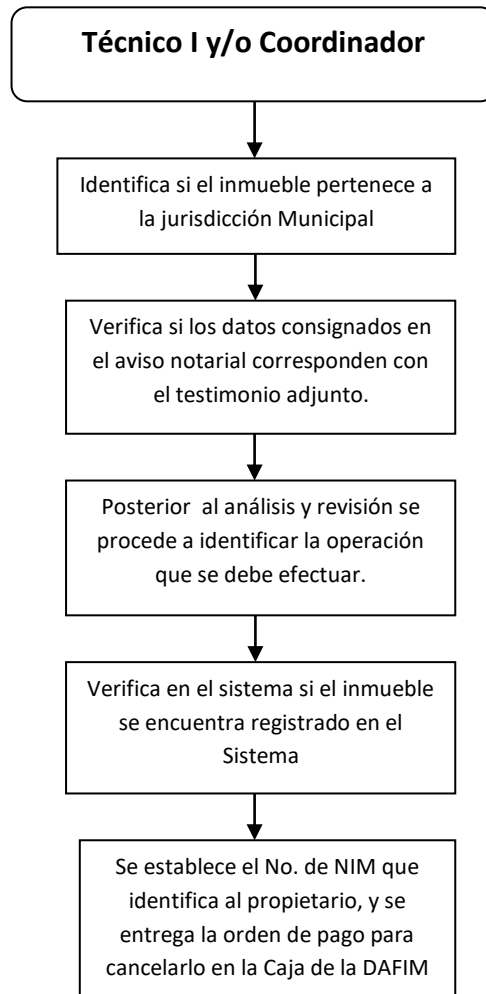 Técnico I y/o Coordinador
Identifica si el inmueble pertenece a
la jurisdicción Municipal
Verifica si los datos consignados en
el aviso notarial corresponden con
el testimonio adjunto.
Posterior al análisis y revisión se
procede a identificar la operación
que se debe efectuar.
Verifica en el sistema si el inmueble
se encuentra registrado en el
Sistema
Se establece el No. de NIM que
identifica al propietario, y se
entrega la orden de pago para
cancelarlo en la Caja de la DAFIM